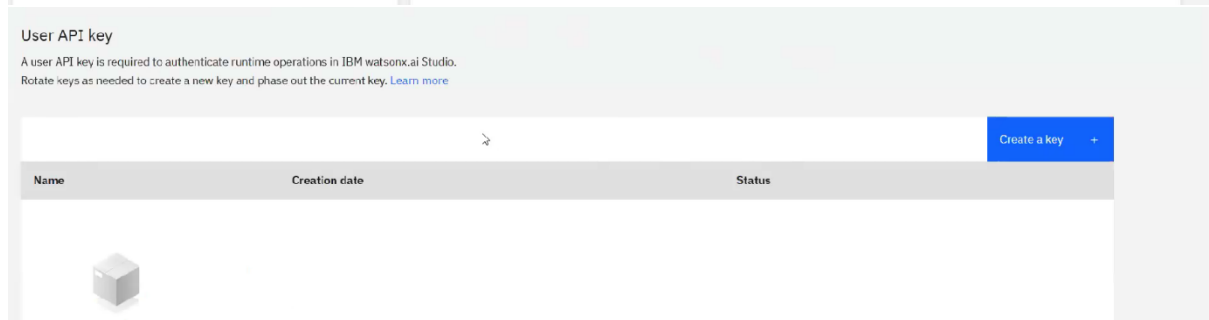 User API key
A user API key is required to authenticate runtime operations in IBM watsonx.ai Studio.
Rotate keys as needed to create a new key and phase out the current key. Learn more
Create a key +
Name Creation date Status